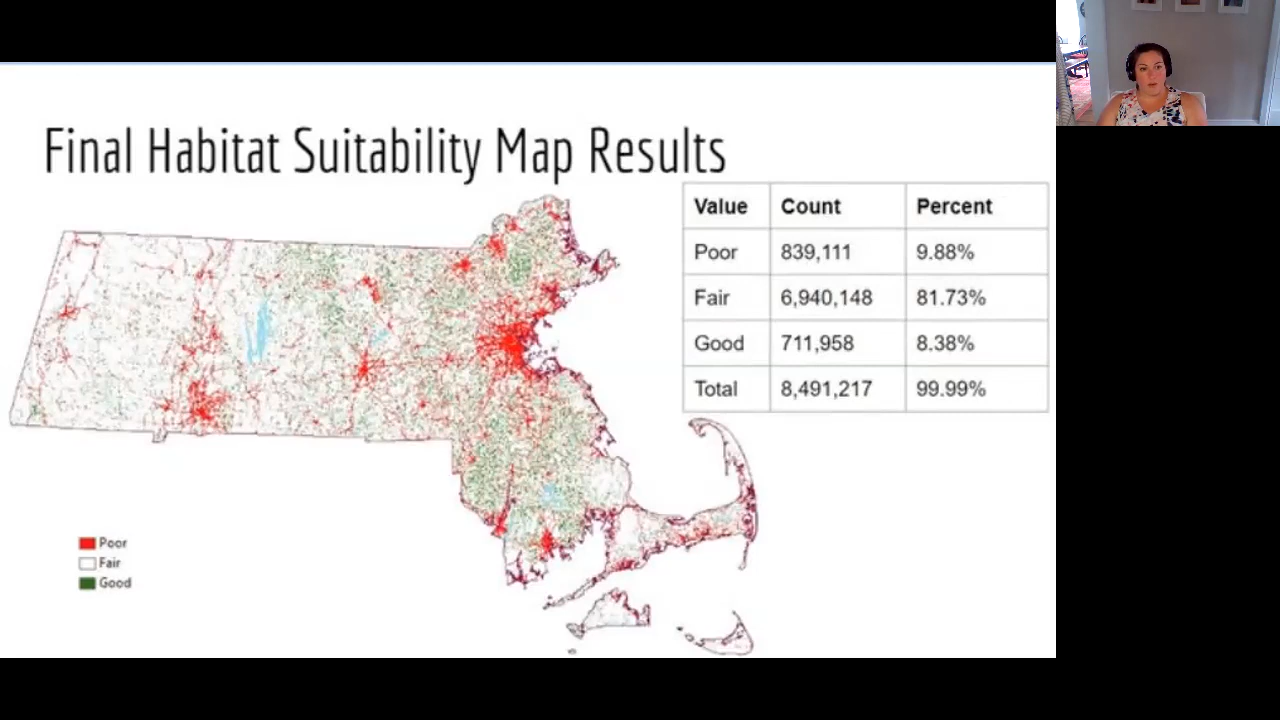 Final Habitat Suitability Map Results
Value Count Percent
Poor 839,111 9.88%
Fair 6,940,148 81.73%
Good 711,958 8.38%
Total 8,491,217 99.99%
Poor
Fair
Good